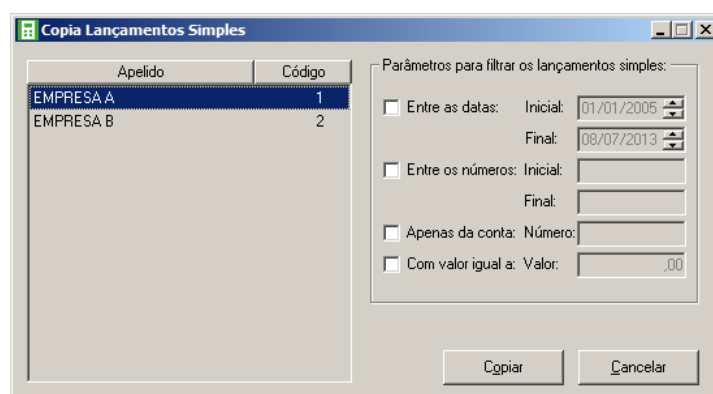 Copia Lançamentos Simples
Apelido Código
EMPRESA A 1
EMPRESA B 2
Parâmetros para filtrar os lançamentos simples:
Entre as datas: Inicial: 01/01/2005
Final: 08/07/2013
Entre os números: Inicial:
Final:
Apenas da conta: Número:
Com valor igual a: Valor: ,00
Copiar Cancelar